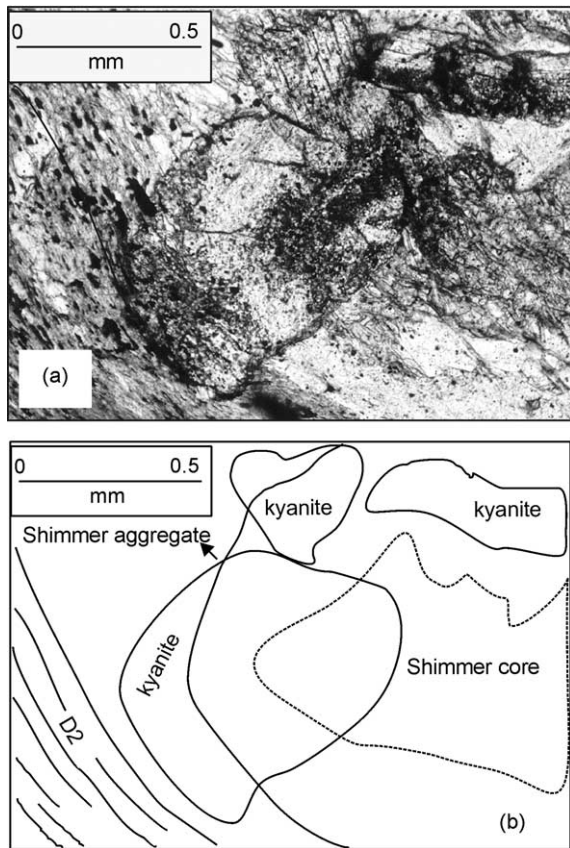 0 0.5
mm
(a)
0 0.5
mm
kyanite
kyanite
Shimmer aggregate
kyanite
Shimmer core
D2
(b)